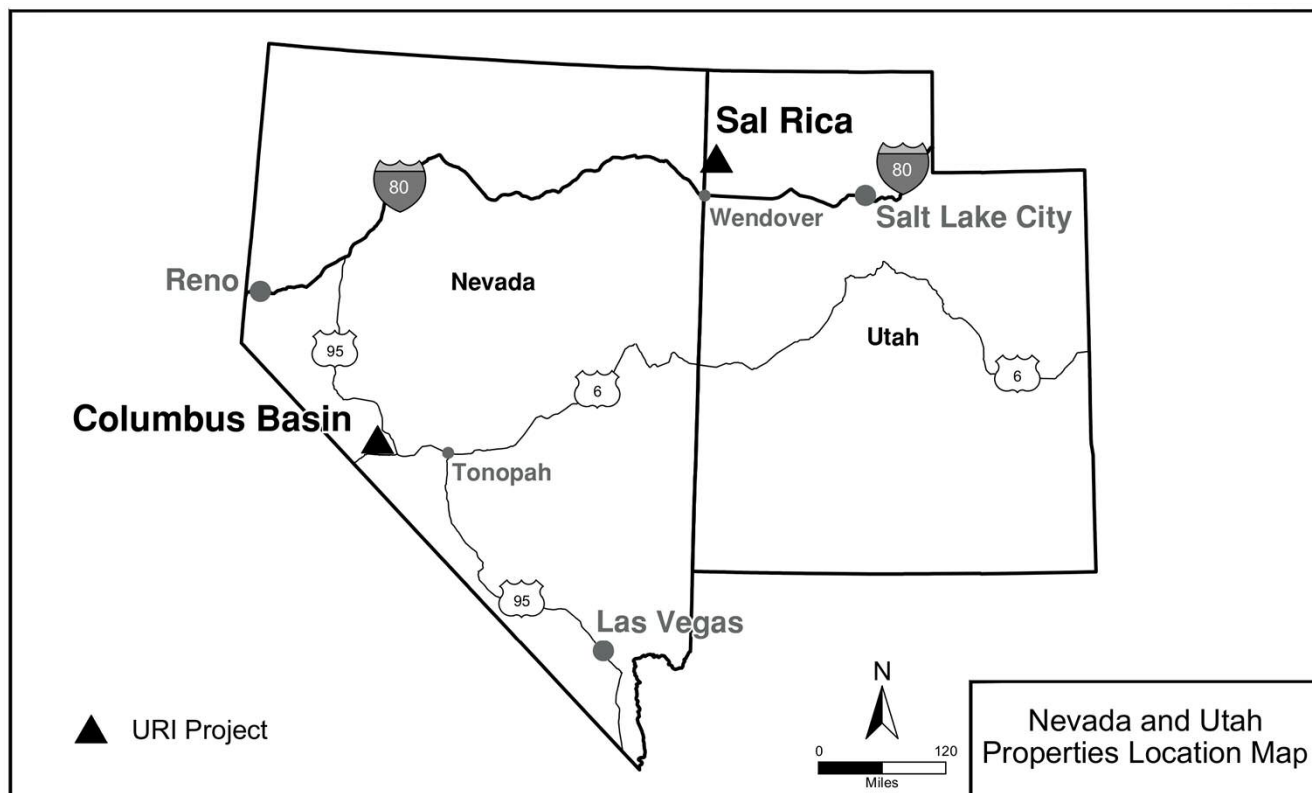 Sal Rica
80
80
Wendover
Salt Lake City
Reno
Nevada
Utah
95
6
6
Columbus Basin
Tonopah
95
Las Vegas
URI Project
N
0 120
Miles
Nevada and Utah
Properties Location Map